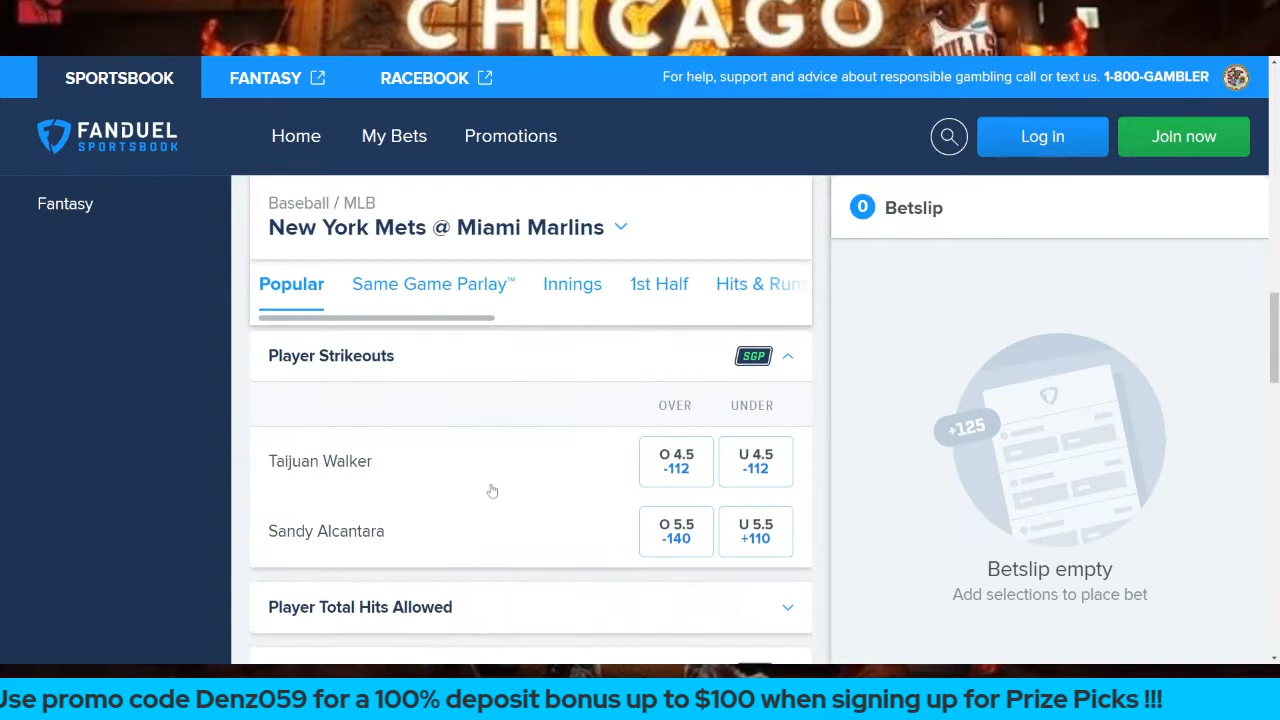 CHICAGO
BULLS
SPORTSBOOK
FANTASY
RACEBOOK
For help, support and advice about responsible gambling call or text us. 1-800-GAMBLER
FANDUEL
SPORTSBOOK
Home
My Bets
Promotions
Log in
Join now
Fantasy
Baseball / MLB
New York Mets @ Miami Marlins
Popular
Same Game Parlay™
Innings
1st Half
Hits & Runs
Player Strikeouts
SGP
OVER
UNDER
Taijuan Walker
O 4.5
-112
U 4.5
-112
Sandy Alcantara
O 5.5
-140
U 5.5
+110
Player Total Hits Allowed
0
Betslip
+125
Betslip empty
Add selections to place bet
Use promo code Denz059 for a 100% deposit bonus up to $100 when signing up for Prize Picks !!!